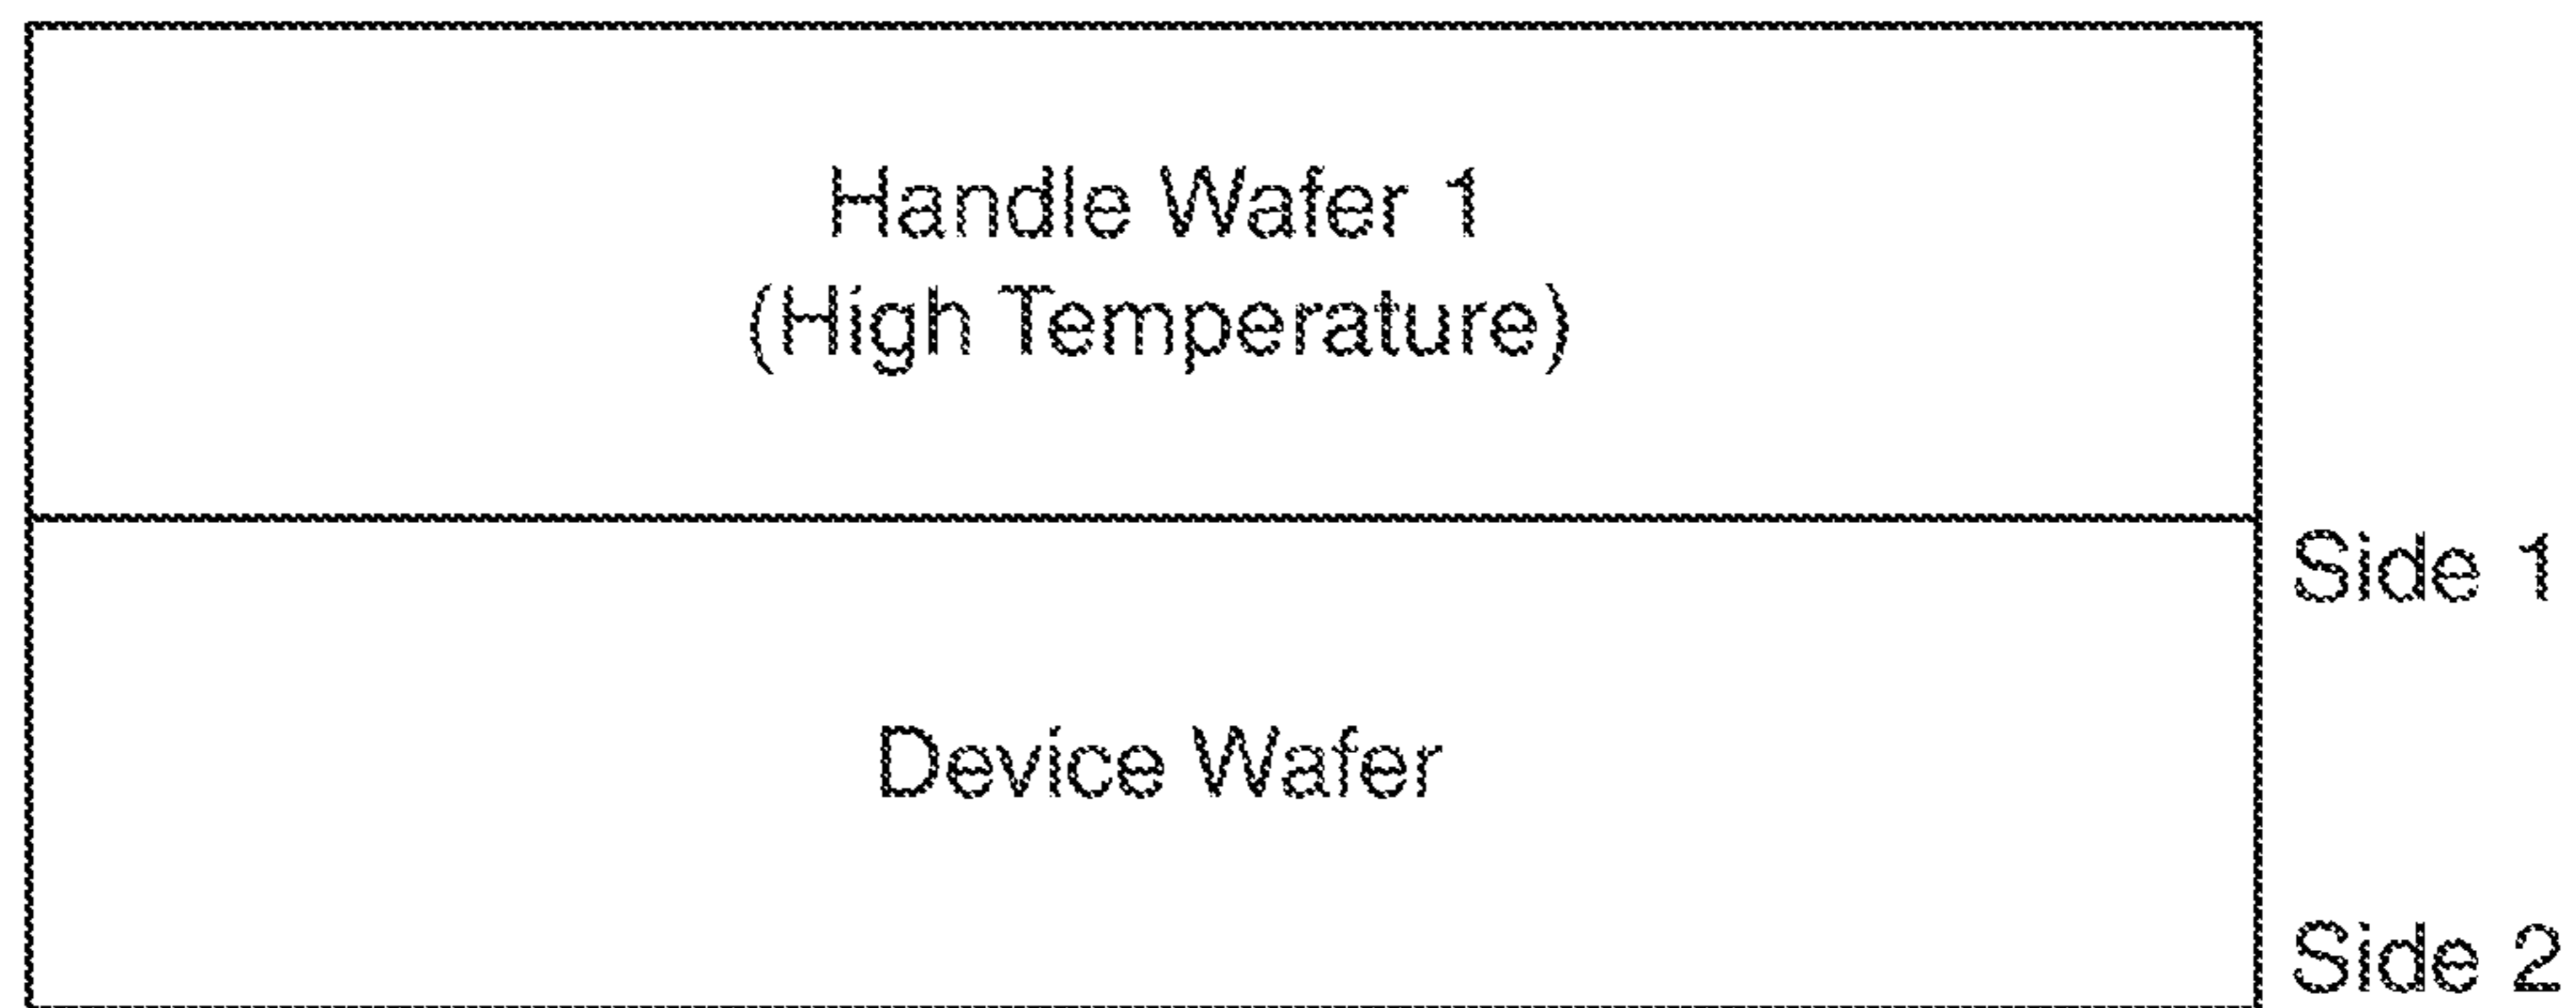 Handle Wafer 1
(High Temperature)
Side 1
Device Wafer
Side 2